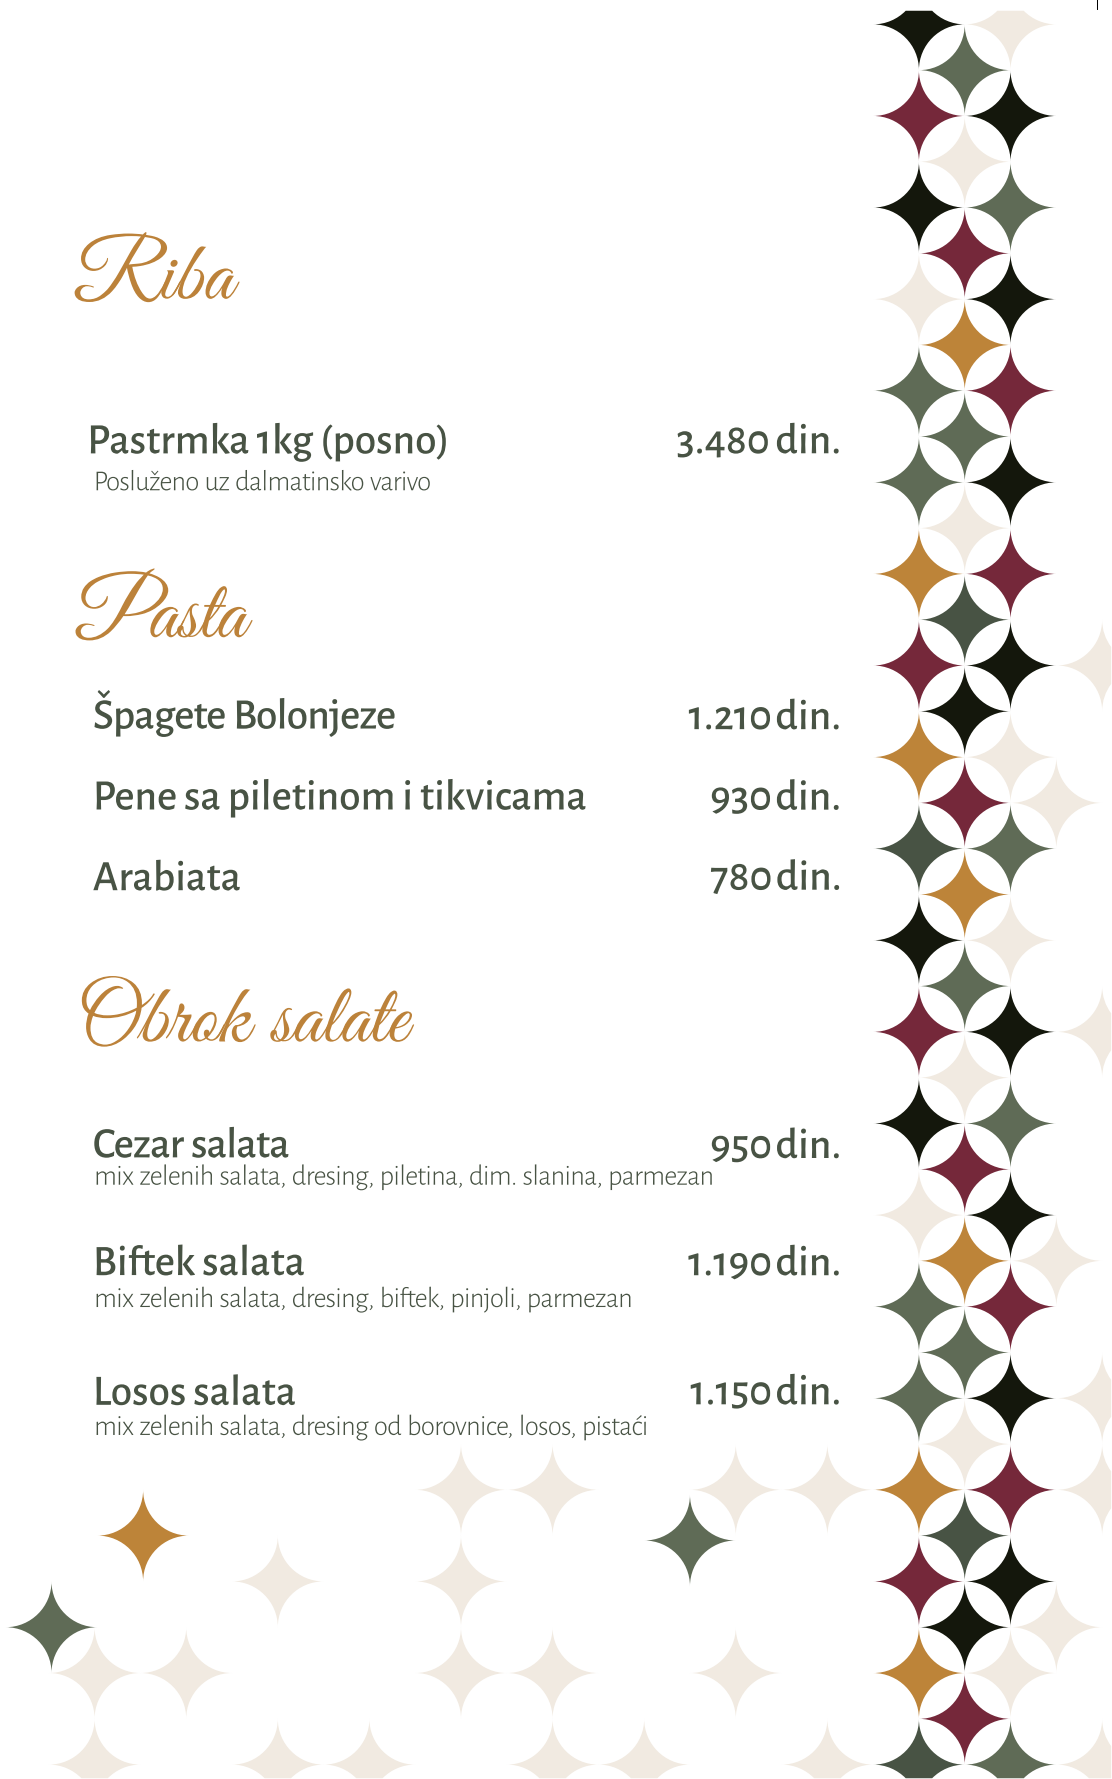 Riba
Pastrmka 1kg (posno) 3.480 din.
Posluženo uz dalmatinsko varivo
Pasta
Špagete Bolonjeze 1.210 din.
Pene sa piletinom i tikvicama 930 din.
Arabiata 780 din.
Obrok salate
Cezar salata 950 din.
mix zelenih salata, dresing, piletina, dim. slanina, parmezan
Biftek salata 1.190 din.
mix zelenih salata, dresing, biftek, pinjoli, parmezan
Losos salata 1.150 din.
mix zelenih salata, dresing od borovnice, losos, pistaći